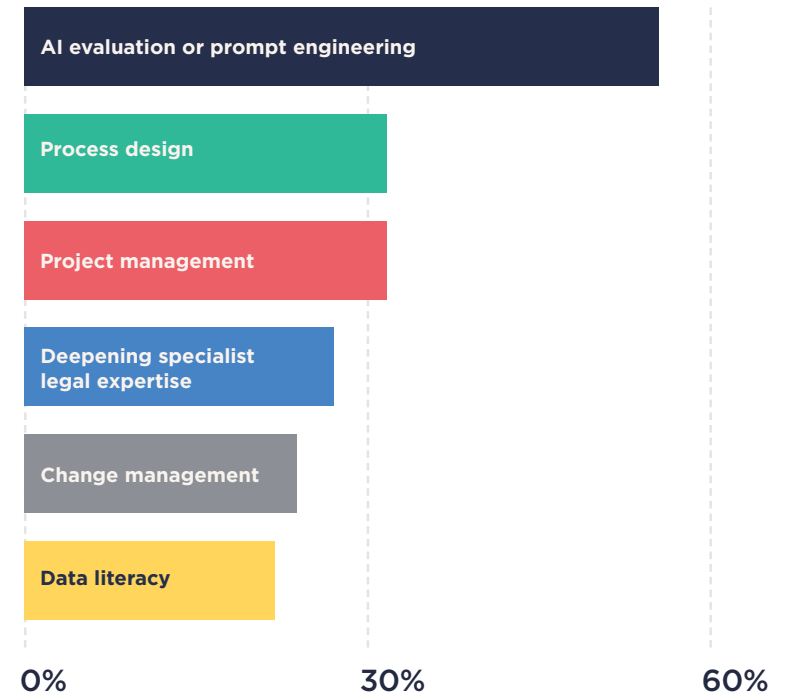 AI evaluation or prompt engineering
Process design
Project management
Deepening specialist
legal expertise
Change management
Data literacy
0%
30%
60%